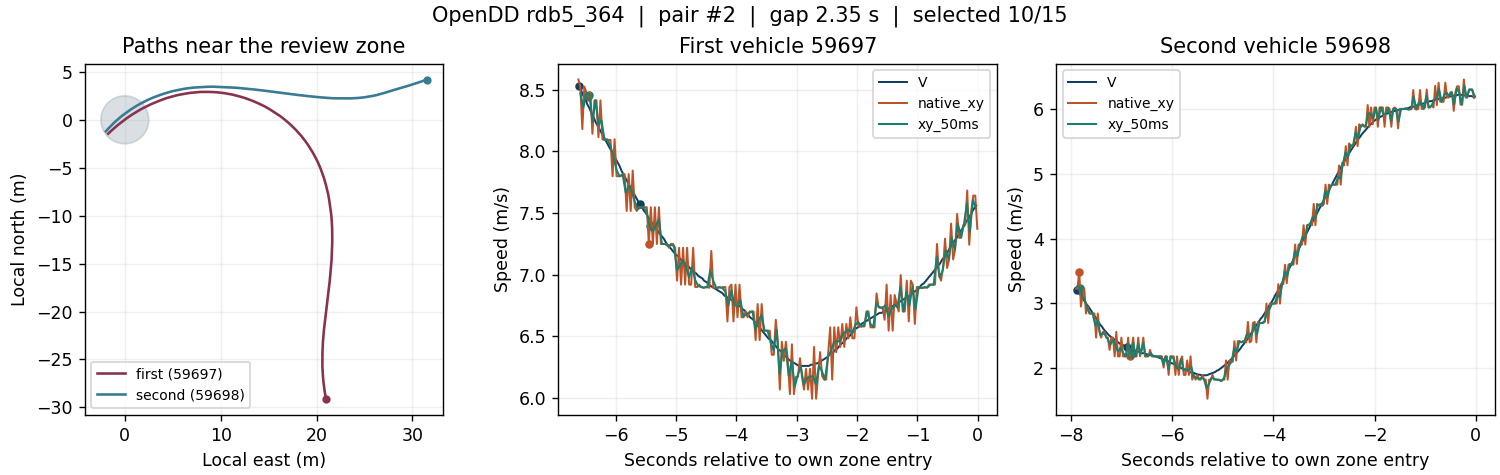 OpenDD rdb5_364 | pair #2 | gap 2.35 s | selected 10/15
Paths near the review zone
5
0
−5
−10
−15
−20
−25
−30
Local north (m)
first (59697)
second (59698)
0
10
20
30
Local east (m)
First vehicle 59697
8.5
8.0
7.5
7.0
6.5
6.0
Speed (m/s)
V
native_xy
xy_50ms
−6
−5
−4
−3
−2
−1
0
Seconds relative to own zone entry
Second vehicle 59698
6
5
4
3
2
Speed (m/s)
V
native_xy
xy_50ms
−8
−6
−4
−2
0
Seconds relative to own zone entry